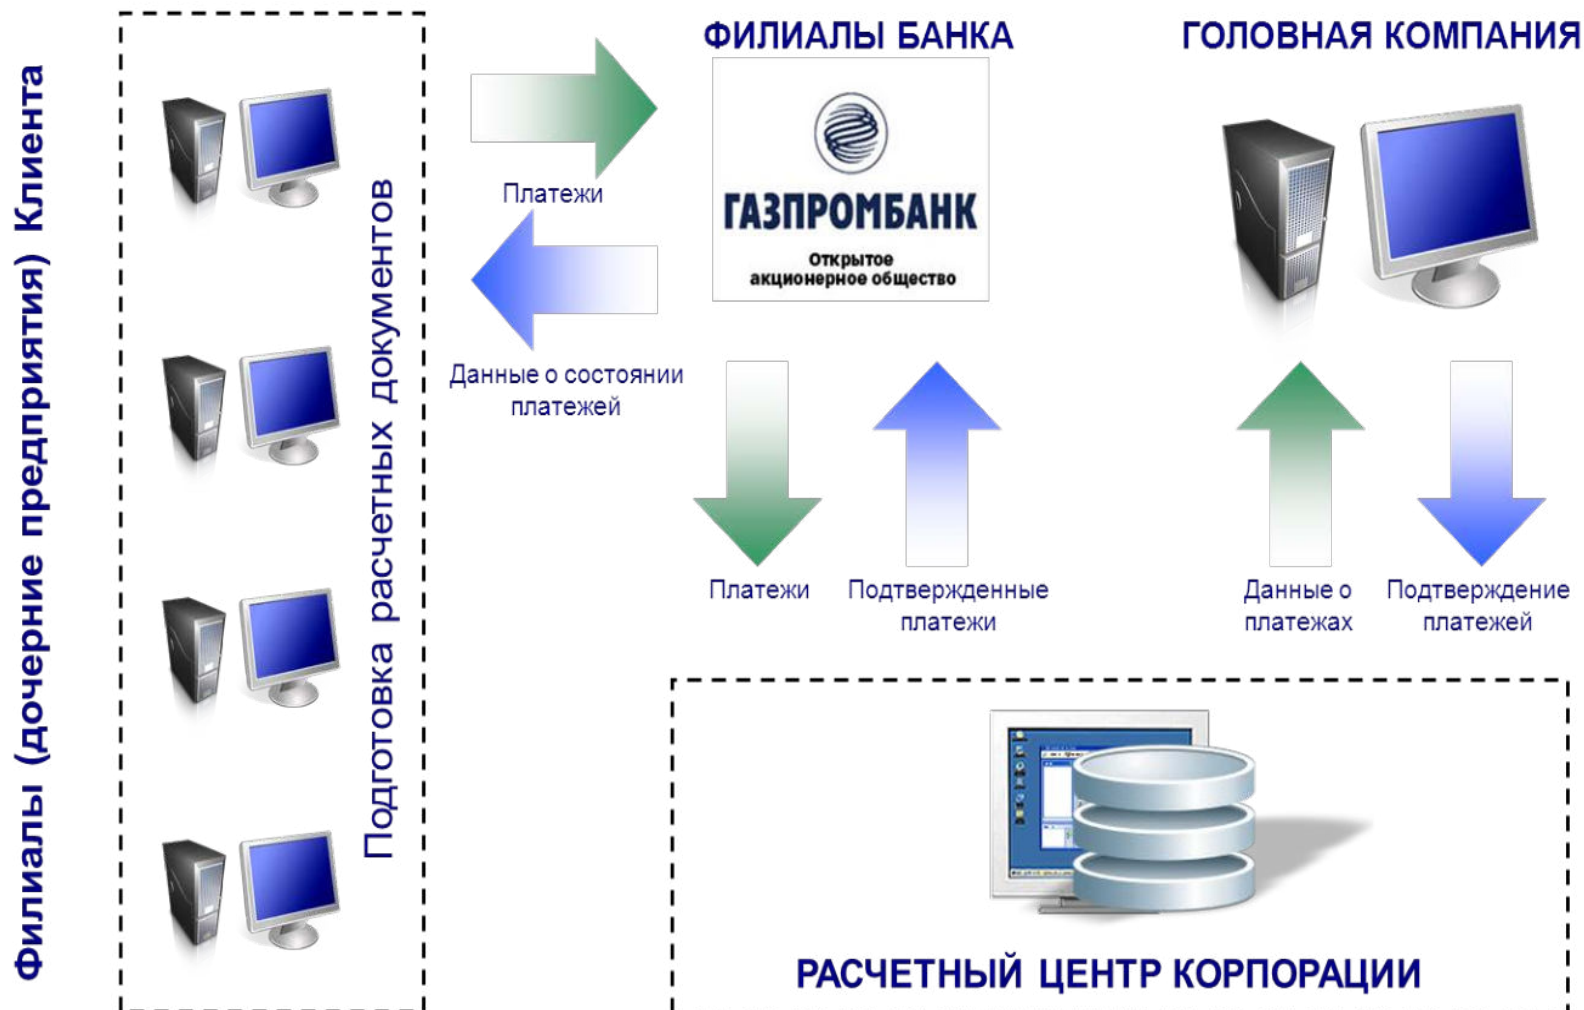 Филиалы (дочерние предприятия) Клиента
Подготовка расчетных документов
Платежи
Данные о состоянии
платежей
ФИЛИАЛЫ БАНКА
ГАЗПРОМБАНК
Открытое
акционерное общество
ГОЛОВНАЯ КОМПАНИЯ
Платежи
Подтвержденные
платежи
Данные о
платежах
Подтверждение
платежей
РАСЧЕТНЫЙ ЦЕНТР КОРПОРАЦИИ